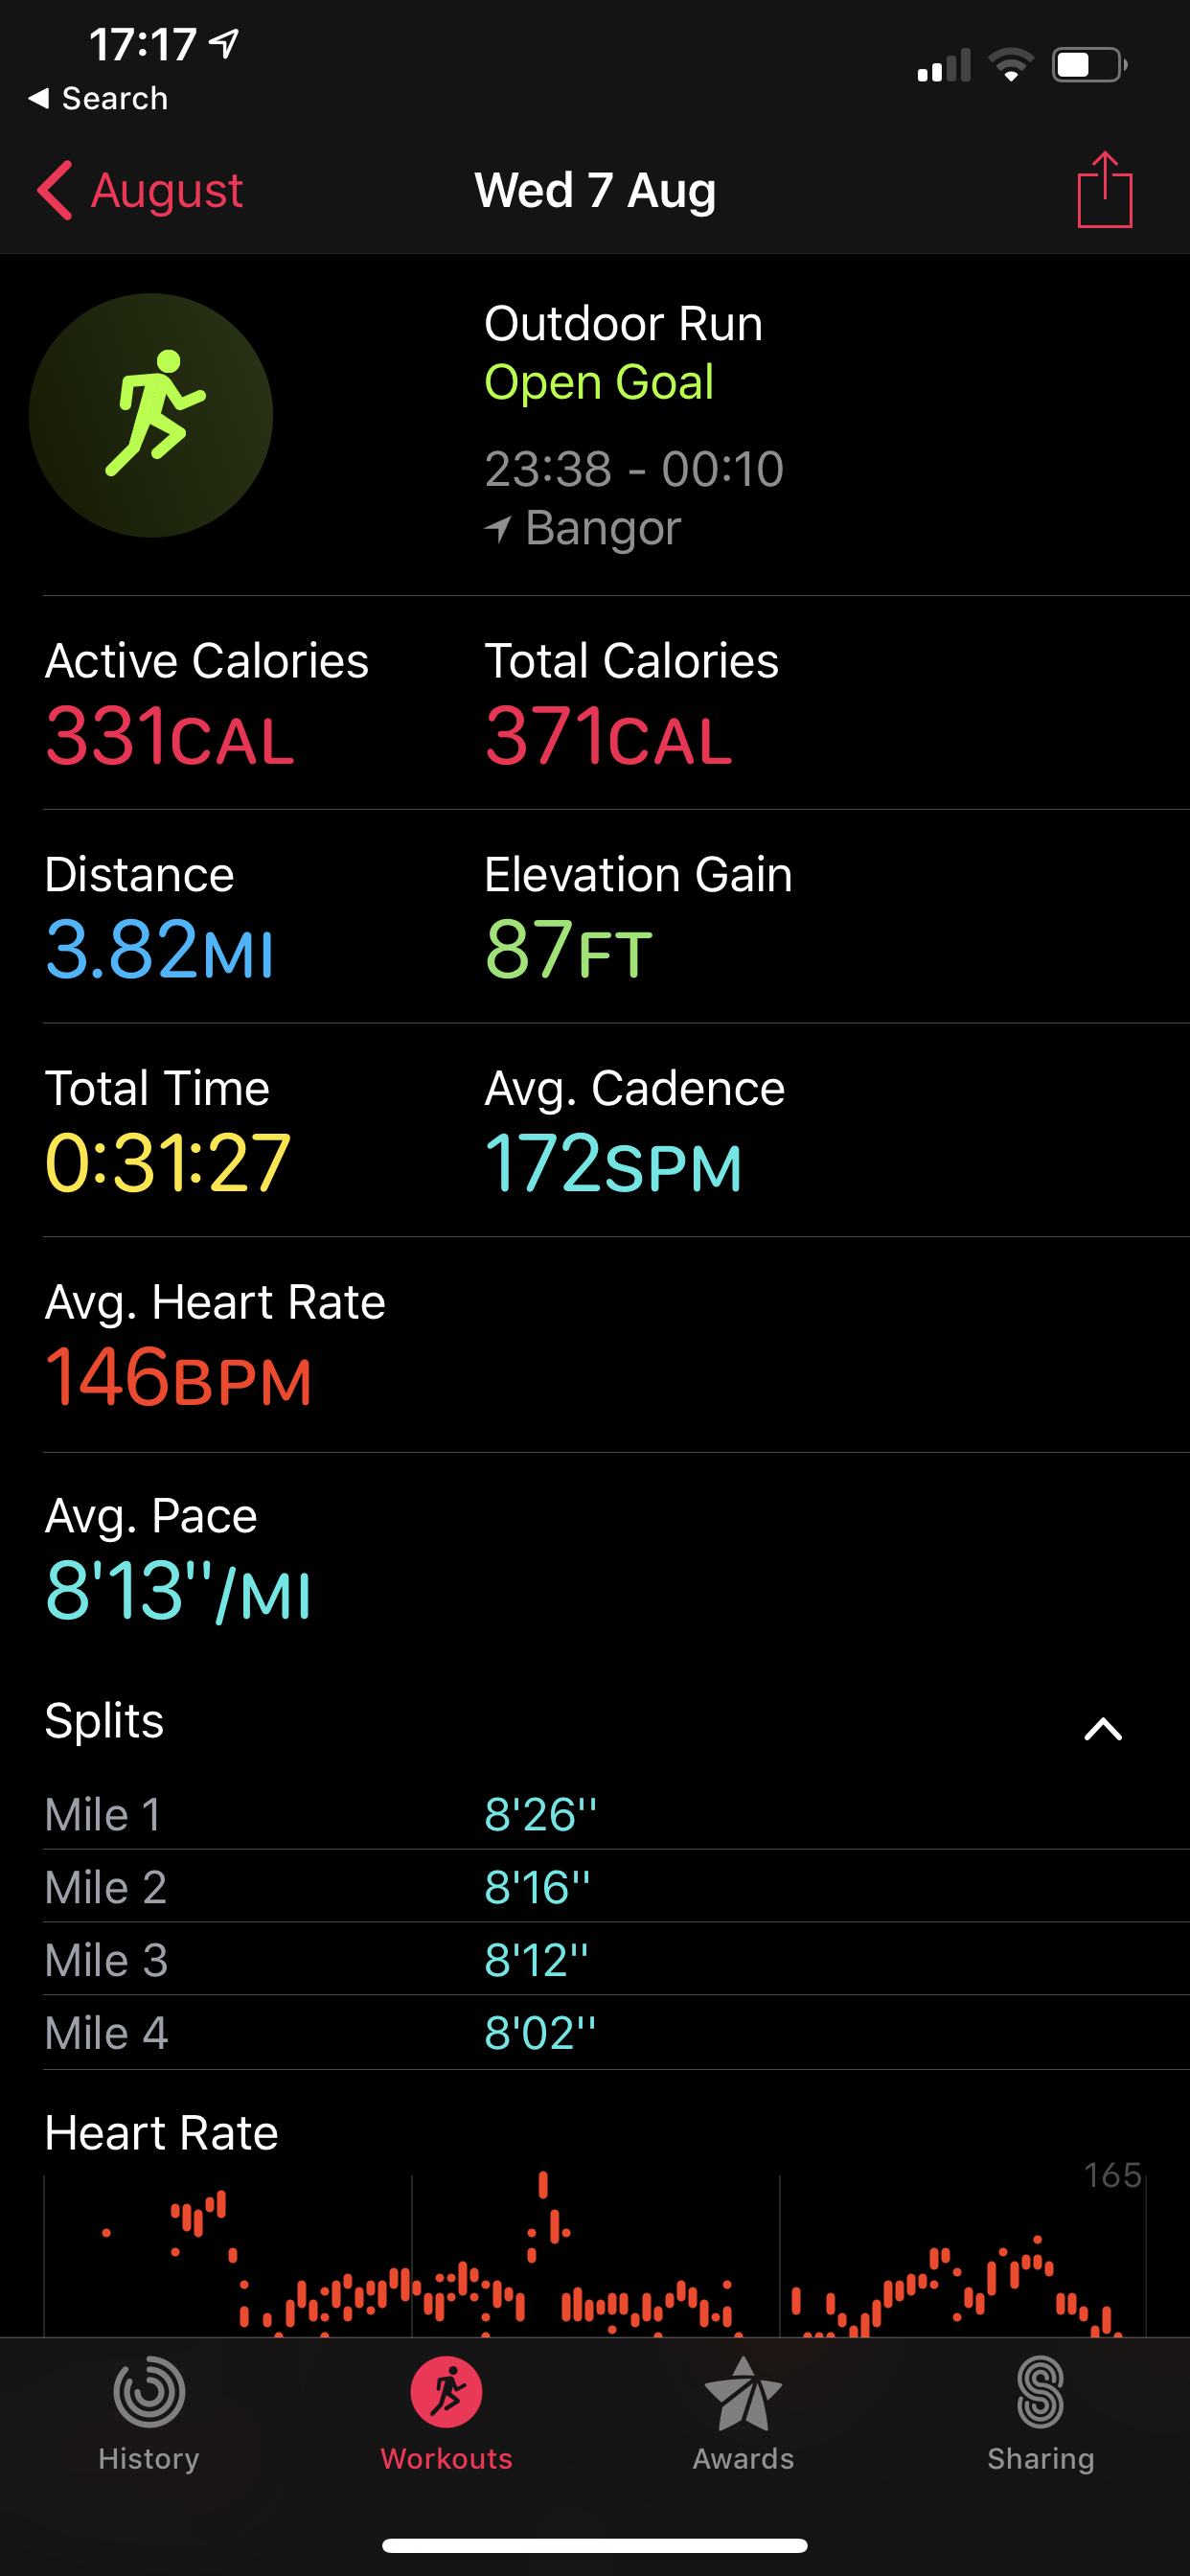 17:17
◀ Search
August
Wed 7 Aug
Outdoor Run
Open Goal
23:38 - 00:10
Bangor
Active Calories
Total Calories
331CAL
371CAL
Distance
Elevation Gain
3.82MI
87FT
Total Time
Avg. Cadence
0:31:27
172SPM
Avg. Heart Rate
146BPM
Avg. Pace
8'13''/MI
Splits
Mile 1 8'26''
Mile 2 8'16''
Mile 3 8'12''
Mile 4 8'02''
Heart Rate
165
History
Workouts
Awards
Sharing